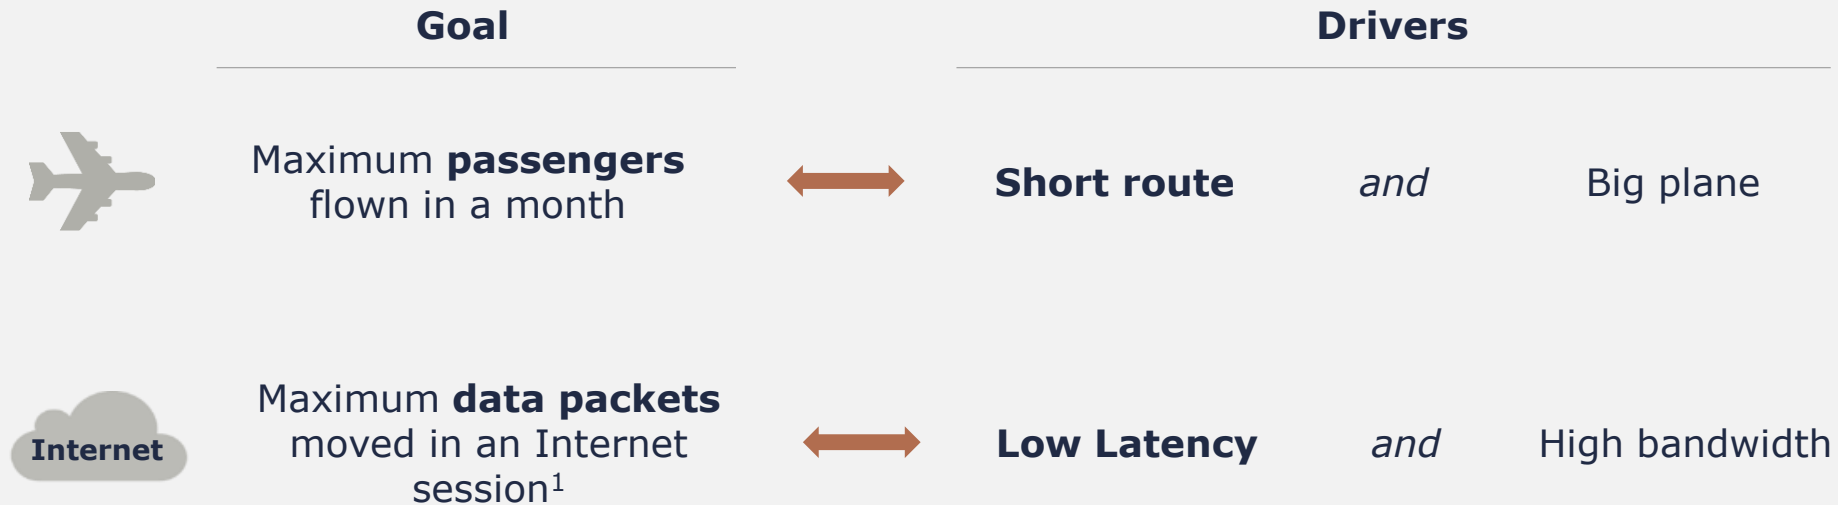 Goal
Drivers
Maximum passengers
flown in a month
Short route and Big plane
Internet
Maximum data packets
moved in an Internet
session¹
Low Latency and High bandwidth